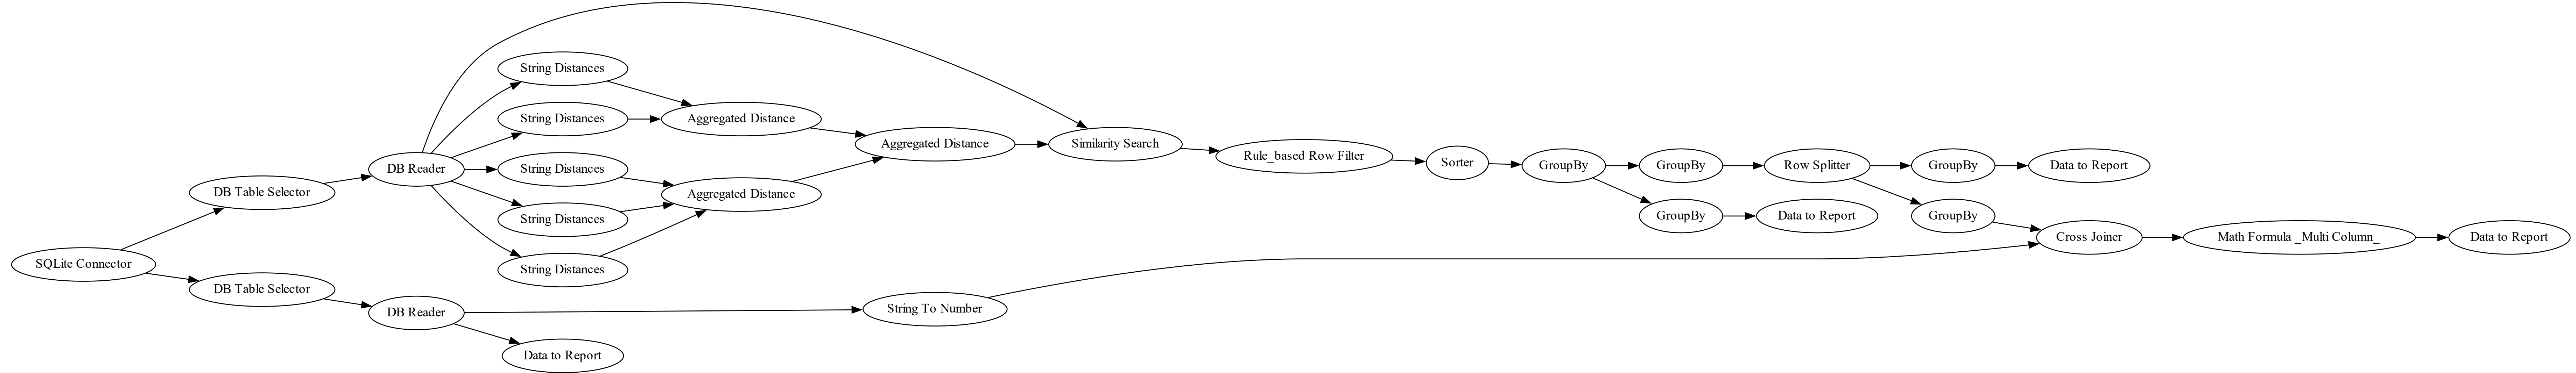 SQLite Connector
DB Table Selector
DB Table Selector
DB Reader
DB Reader
String Distances
String Distances
String Distances
String Distances
String Distances
Data to Report
Aggregated Distance
Aggregated Distance
Aggregated Distance
String To Number
Similarity Search
Rule_based Row Filter
Sorter
GroupBy
GroupBy
GroupBy
Row Splitter
Data to Report
GroupBy
GroupBy
Data to Report
Cross Joiner
Math Formula _Multi Column_
Data to Report